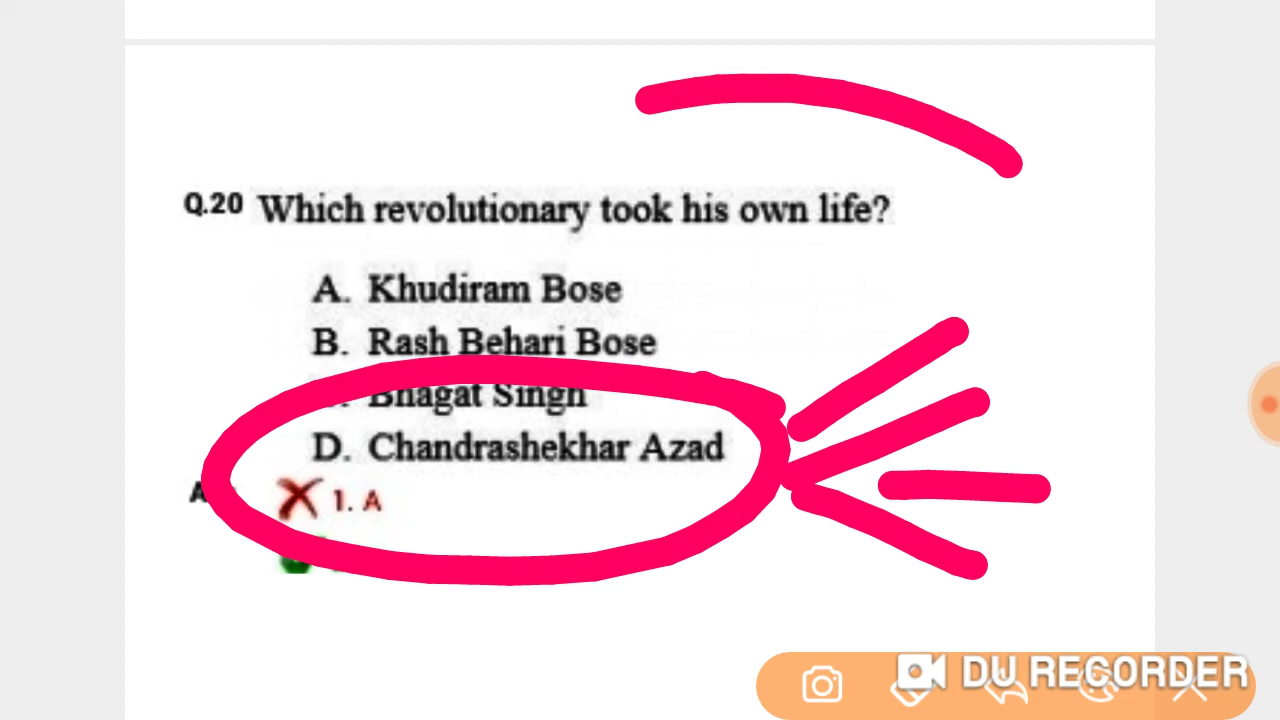 Q.20 Which revolutionary took his own life?
A. Khudiram Bose
B. Rash Behari Bose
Bhagat Singh
D. Chandrashekhar Azad
1. A
DU RECORDER